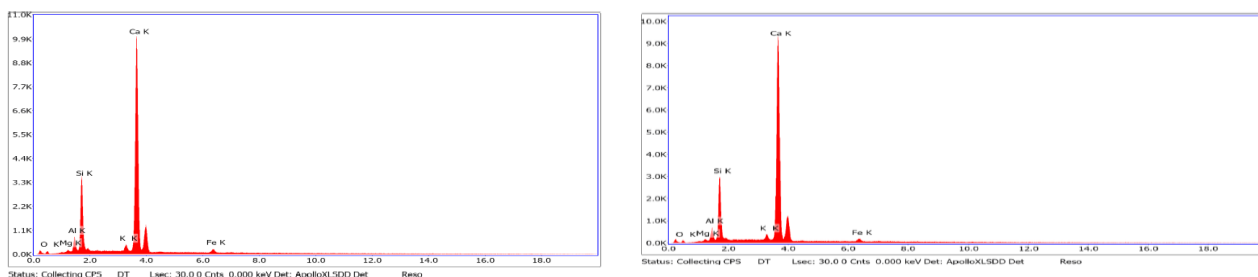 11.0K
Ca K
9.9K
8.8K
7.7K
6.6K
5.5K
4.4K
Si K
3.3K
2.2K
Al K
1.1K
O K Mg K K K Fe K
0.0K
0.0 2.0 4.0 6.0 8.0 10.0 12.0 14.0 16.0 18.0
Status: Collecting CPS DT Lsec: 30.0 0 Cnts 0.000 keV Det: ApolloXLSDD Det Reso
10.0K
Ca K
9.0K
8.0K
7.0K
6.0K
5.0K
4.0K
Si K
3.0K
2.0K
Al K
1.0K
O K Mg K K K Fe K
0.0K
0.0 2.0 4.0 6.0 8.0 10.0 12.0 14.0 16.0 18.0
Status: Collecting CPS DT Lsec: 30.0 0 Cnts 0.000 keV Det: ApolloXLSDD Det Reso